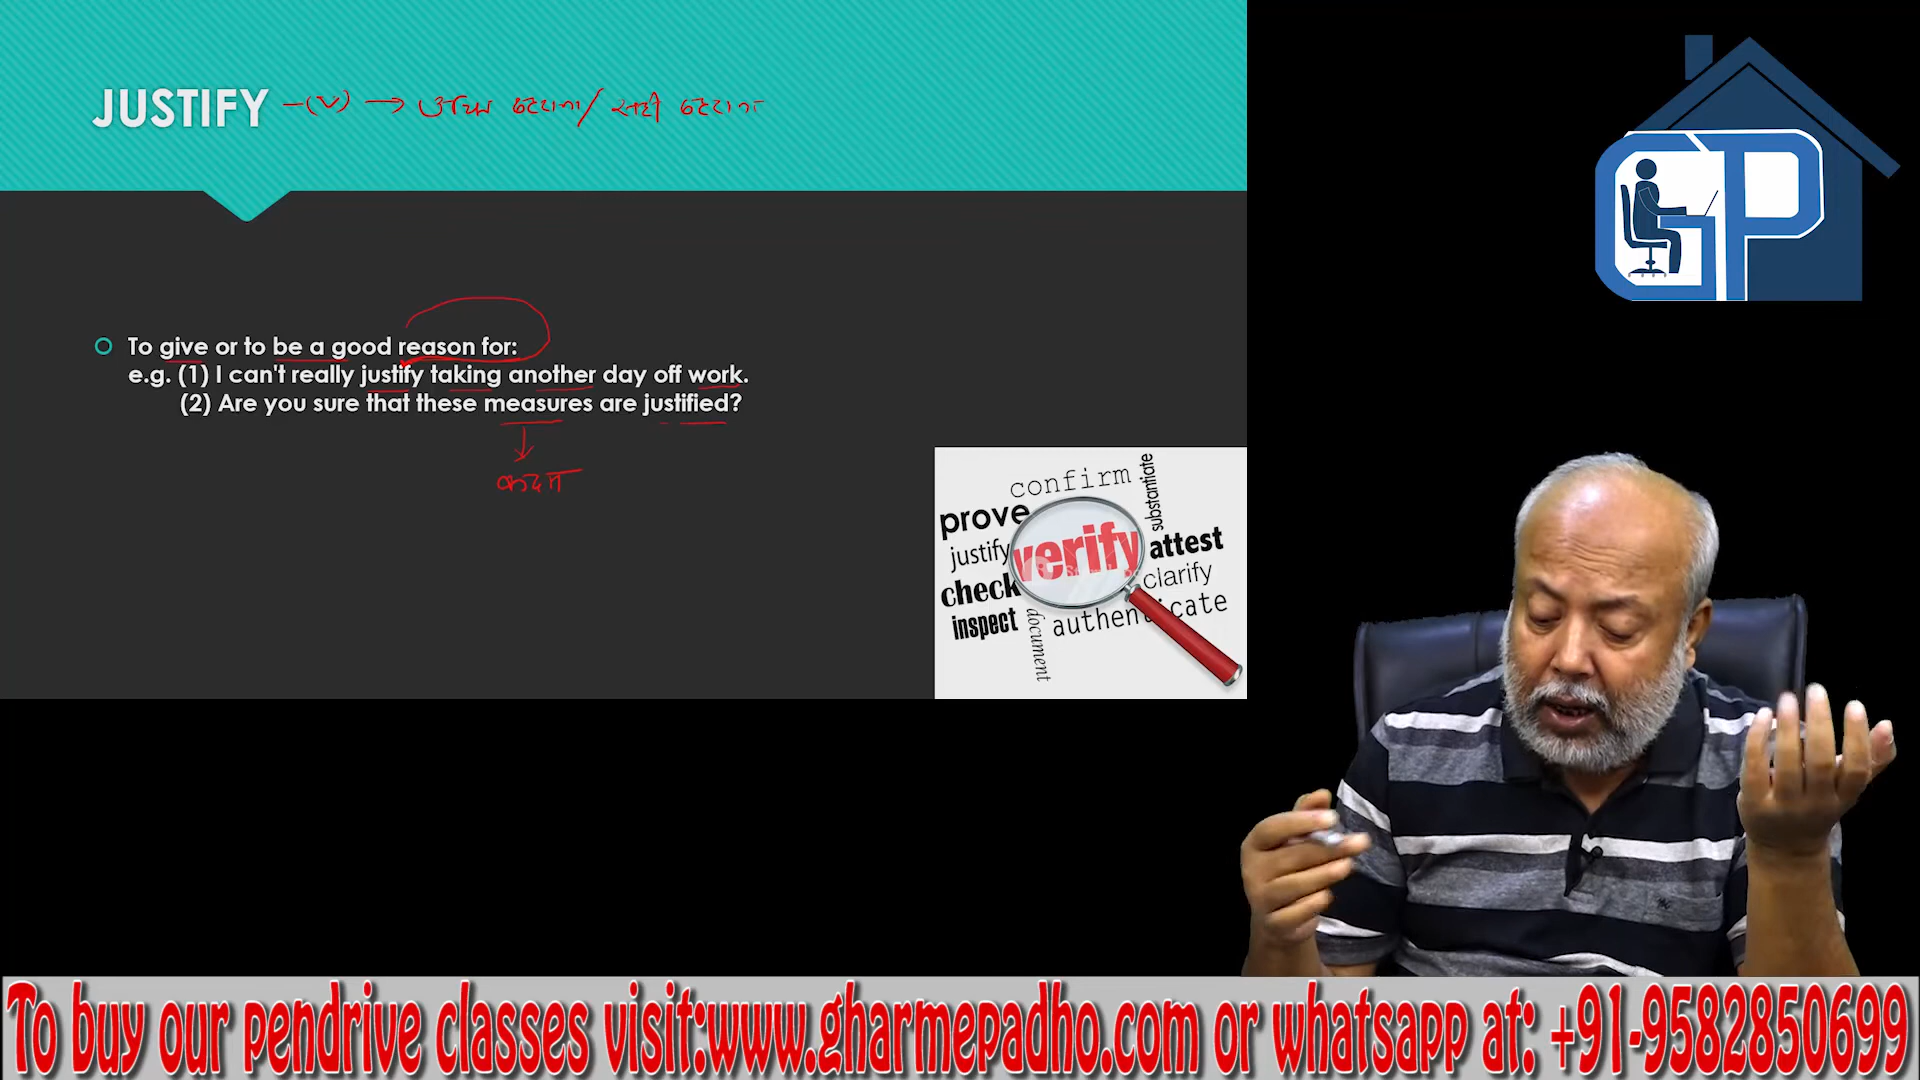 JUSTIFY -(v) → उचित ठहराना/ सही ठहराना
To give or to be a good reason for:
e.g. (1) I can't really justify taking another day off work.
(2) Are you sure that these measures are justified?
कदम
confirm
substantiate
prove
justify
verify
attest
check
clarify
inspect
document
authenticate
GP
To buy our pendrive classes visit:www.gharmepadho.com or whatsapp at: +91-9582850699